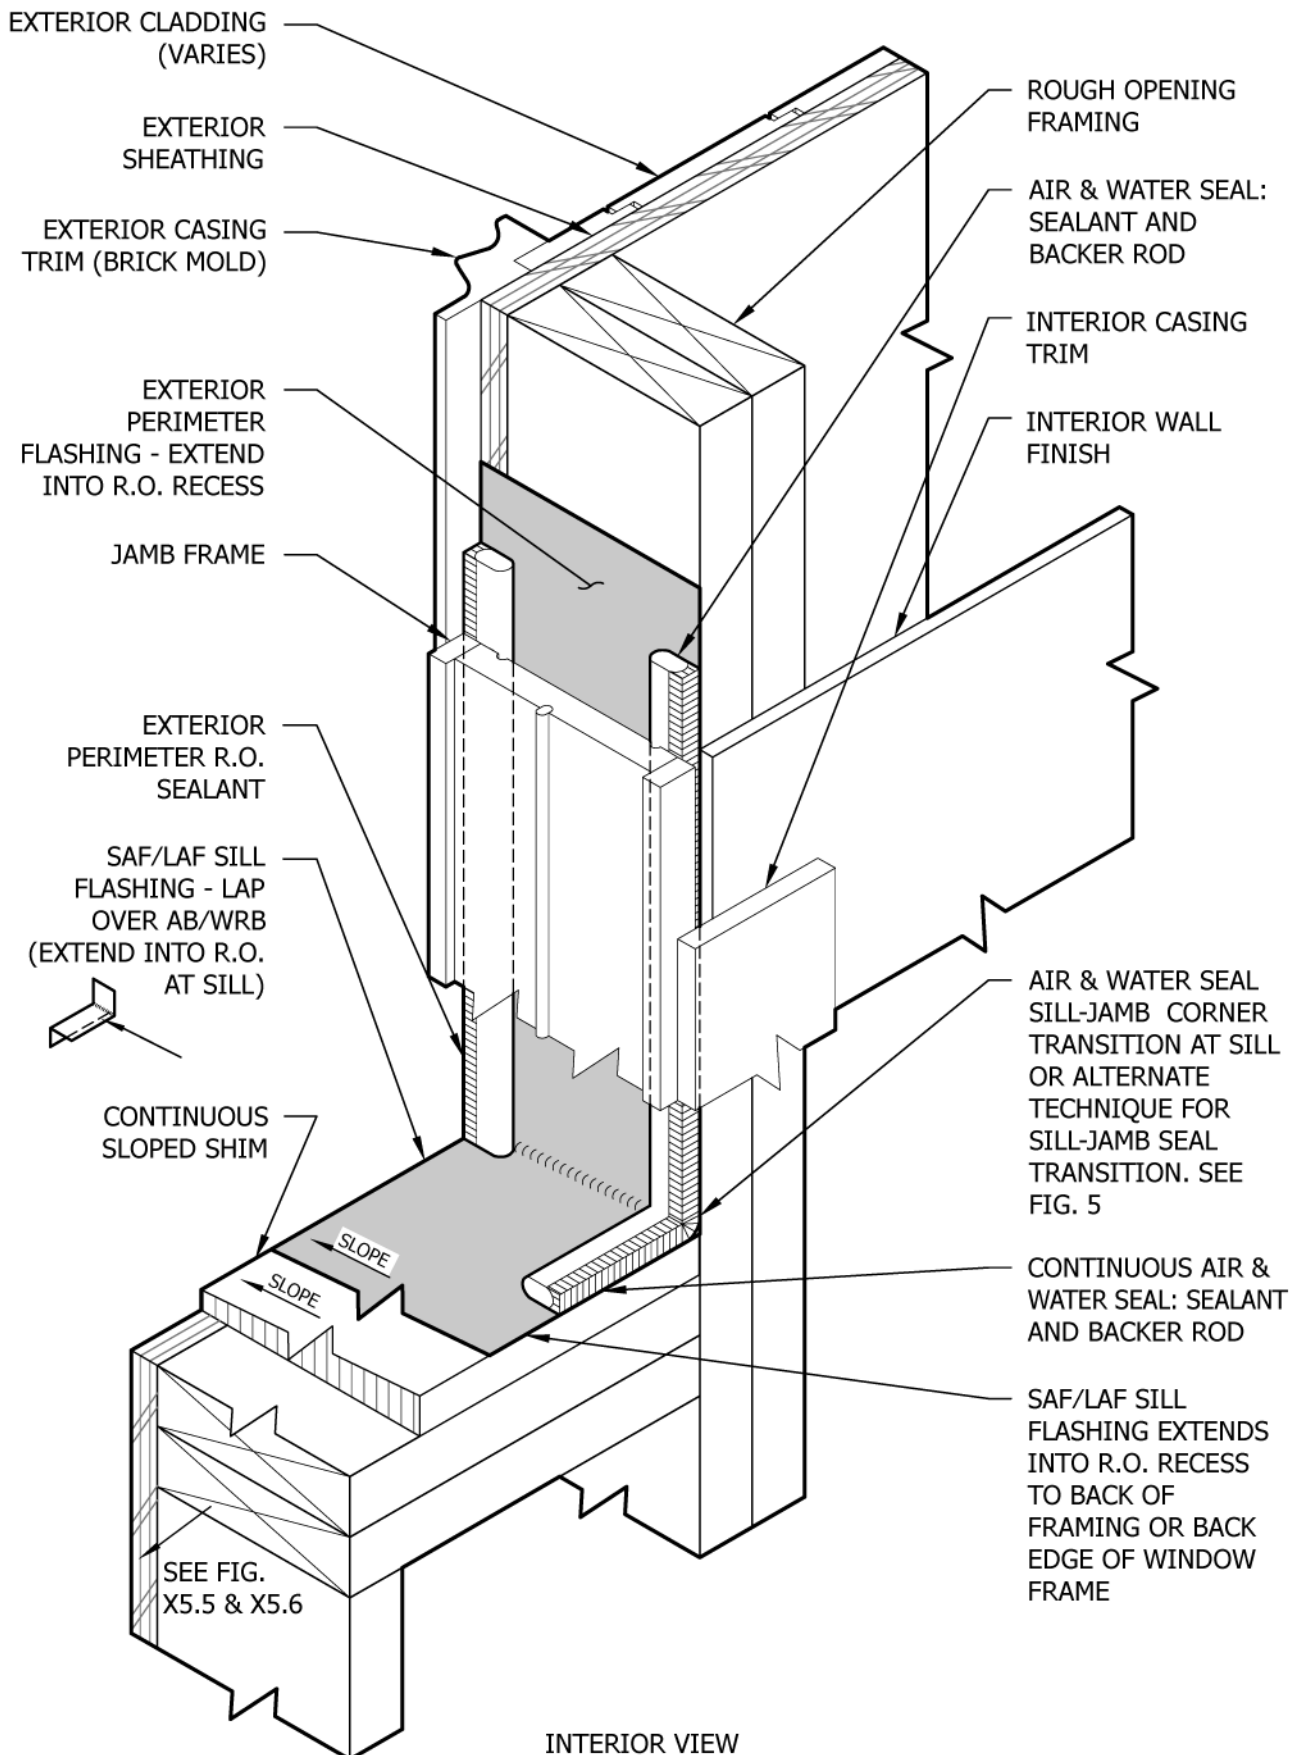 EXTERIOR CLADDING
(VARIES)
EXTERIOR
SHEATHING
EXTERIOR CASING
TRIM (BRICK MOLD)
EXTERIOR
PERIMETER
FLASHING - EXTEND
INTO R.O. RECESS
JAMB FRAME
EXTERIOR
PERIMETER R.O.
SEALANT
SAF/LAF SILL
FLASHING - LAP
OVER AB/WRB
(EXTEND INTO R.O.
AT SILL)
CONTINUOUS
SLOPED SHIM
SLOPE
SLOPE
SEE FIG.
X5.5 & X5.6
ROUGH OPENING
FRAMING
AIR & WATER SEAL:
SEALANT AND
BACKER ROD
INTERIOR CASING
TRIM
INTERIOR WALL
FINISH
AIR & WATER SEAL
SILL-JAMB CORNER
TRANSITION AT SILL
OR ALTERNATE
TECHNIQUE FOR
SILL-JAMB SEAL
TRANSITION. SEE
FIG. 5
CONTINUOUS AIR &
WATER SEAL: SEALANT
AND BACKER ROD
SAF/LAF SILL
FLASHING EXTENDS
INTO R.O. RECESS
TO BACK OF
FRAMING OR BACK
EDGE OF WINDOW
FRAME
INTERIOR VIEW